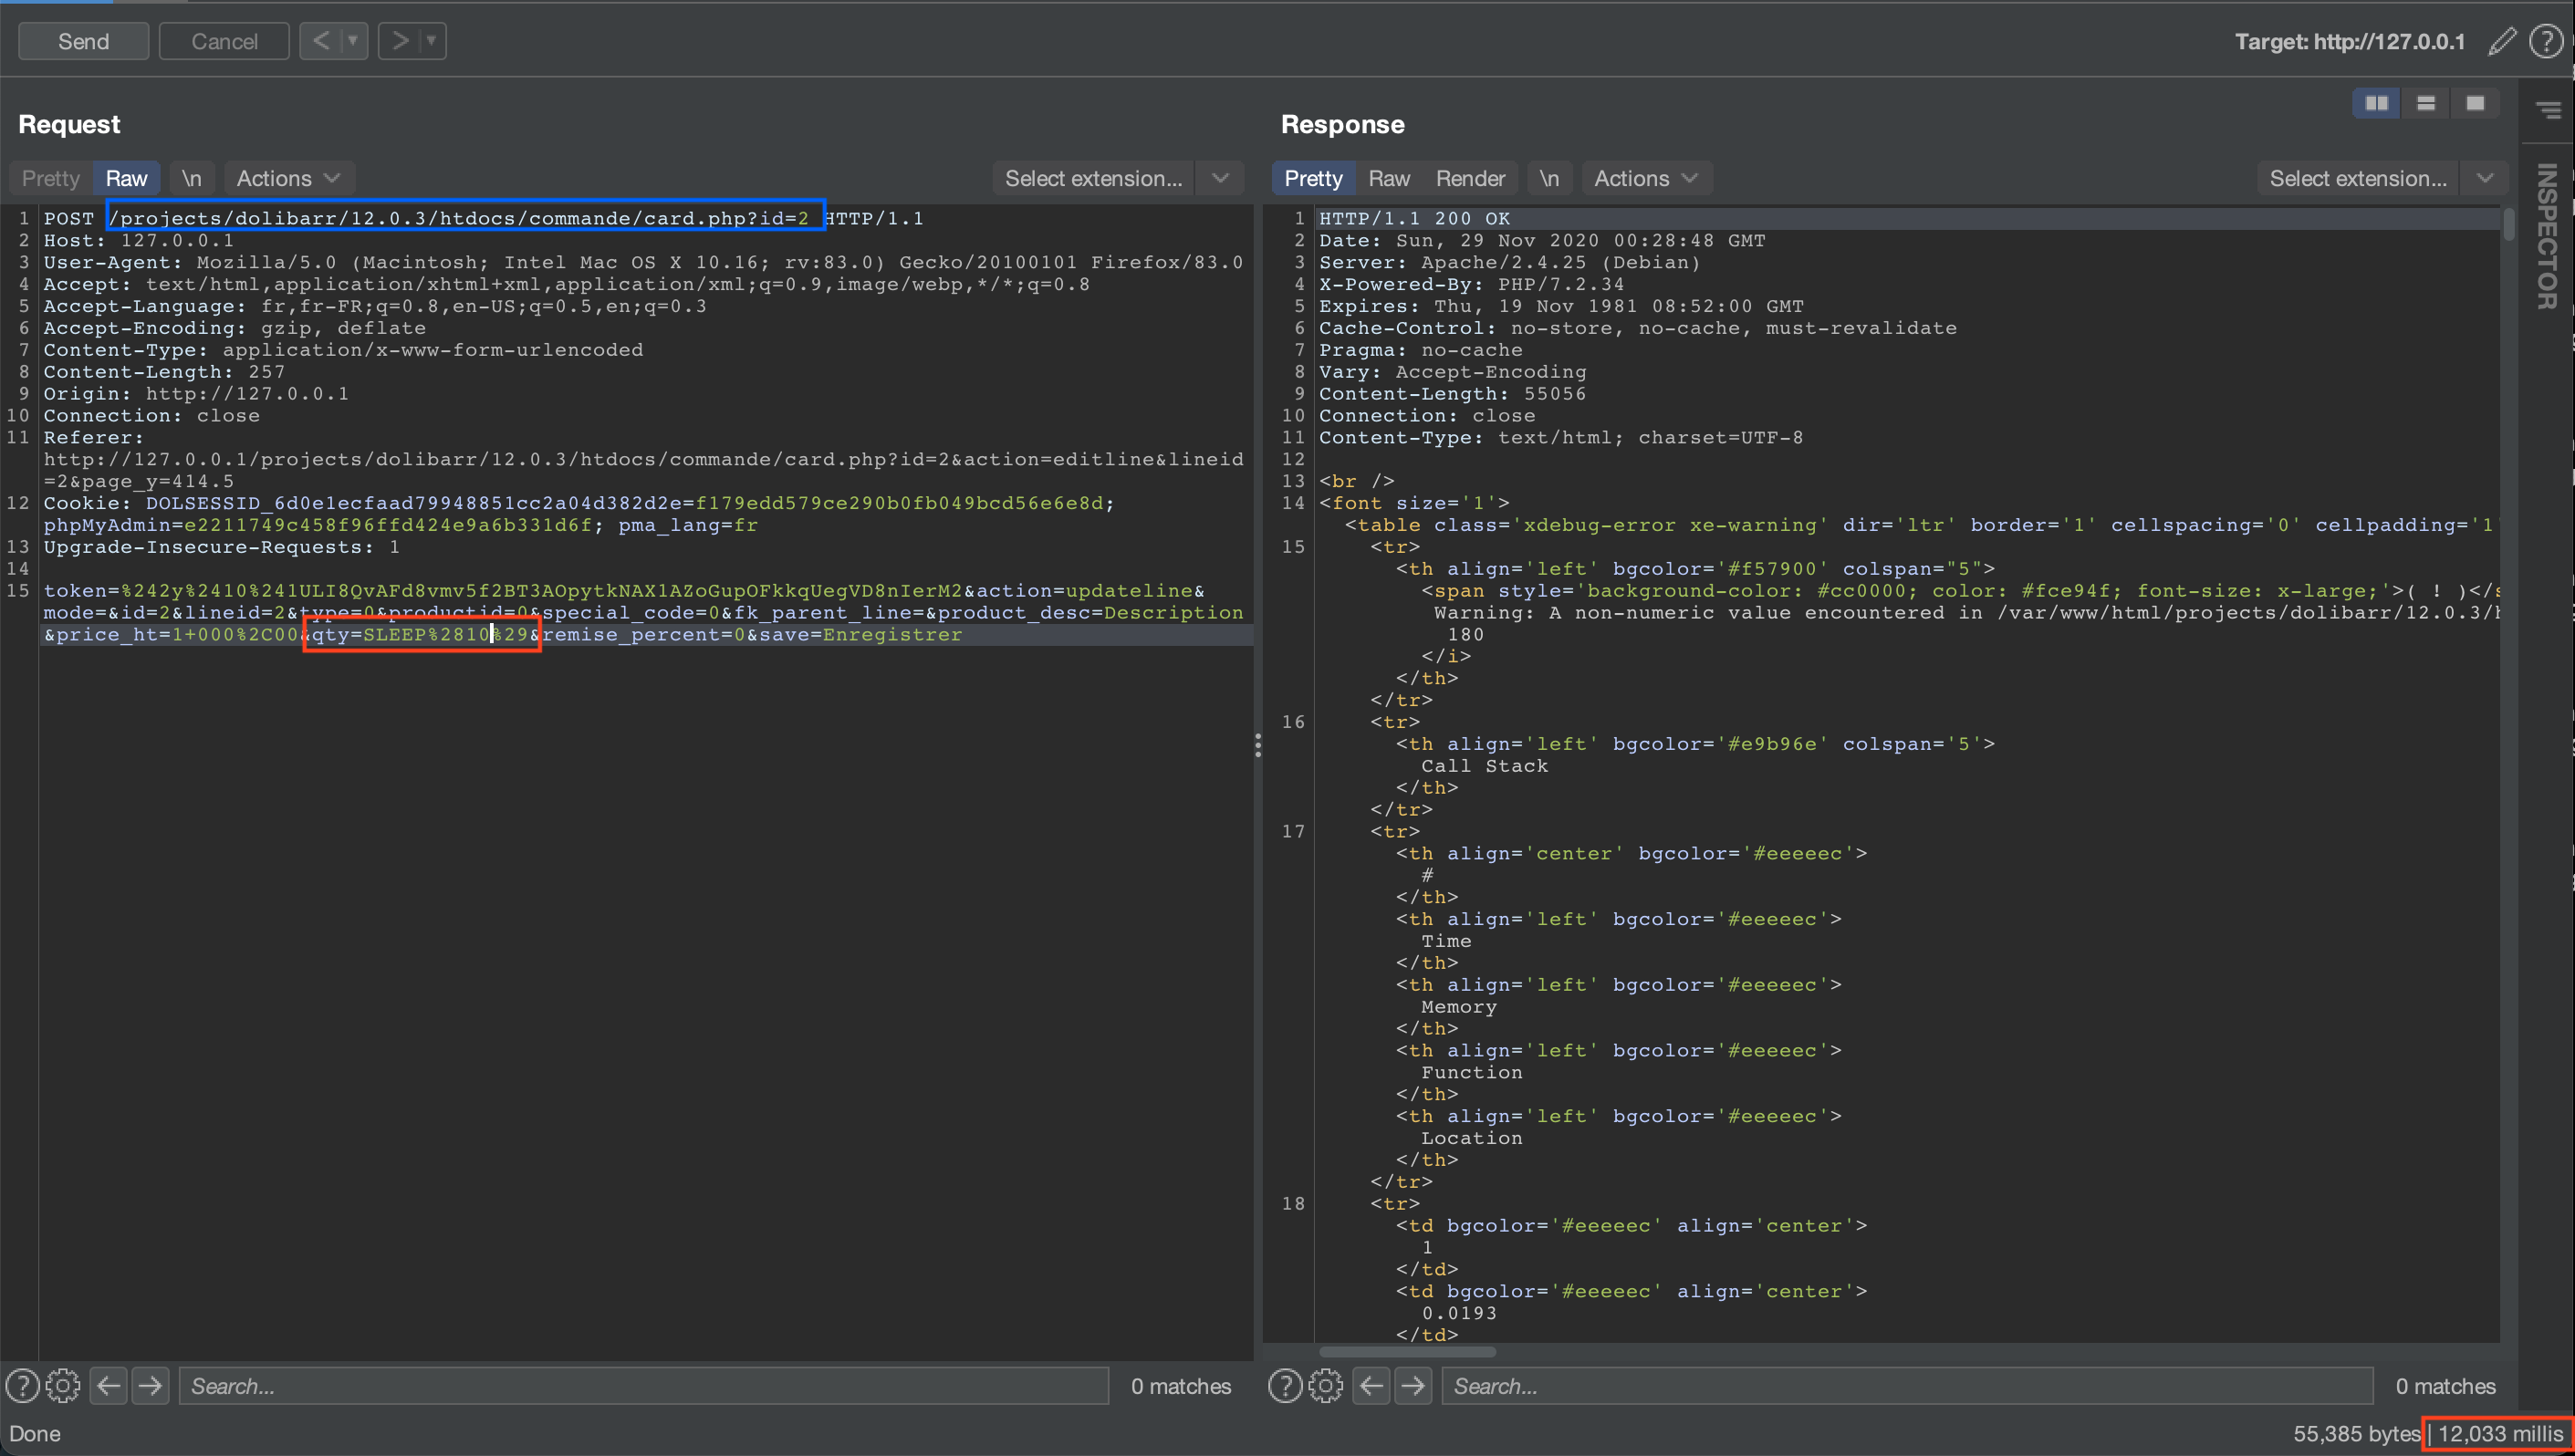 Send
Cancel
<
>
Target: http://127.0.0.1
?
Request
Response
Pretty
Raw
\n
Actions
Select extension...
Pretty
Raw
Render
\n
Actions
Select extension...
INSPECTOR
1 POST /projects/dolibarr/12.0.3/htdocs/commande/card.php?id=2 HTTP/1.1
2 Host: 127.0.0.1
3 User-Agent: Mozilla/5.0 (Macintosh; Intel Mac OS X 10.16; rv:83.0) Gecko/20100101 Firefox/83.0
4 Accept: text/html,application/xhtml+xml,application/xml;q=0.9,image/webp,*/*;q=0.8
5 Accept-Language: fr,fr-FR;q=0.8,en-US;q=0.5,en;q=0.3
6 Accept-Encoding: gzip, deflate
7 Content-Type: application/x-www-form-urlencoded
8 Content-Length: 257
9 Origin: http://127.0.0.1
10 Connection: close
11 Referer:
http://127.0.0.1/projects/dolibarr/12.0.3/htdocs/commande/card.php?id=2&action=editline&lineid
=2&page_y=414.5
12 Cookie: DOLSESSID_6d0e1ecfaad79948851cc2a04d382d2e=f179edd579ce290b0fb049bcd56e6e8d;
phpMyAdmin=e2211749c458f96ffd424e9a6b331d6f; pma_lang=fr
13 Upgrade-Insecure-Requests: 1
14
15 token=%242y%2410%241ULI8QvAFd8vmv5f2BT3AOpytkNAX1AZoGupOFkkqUegVD8nIerM2&action=updateline&
mode=&id=2&lineid=2&type=0&productid=0&special_code=0&fk_parent_line=&product_desc=Description
&price_ht=1+000%2C00&qty=SLEEP%2810%29&remise_percent=0&save=Enregistrer
1 HTTP/1.1 200 OK
2 Date: Sun, 29 Nov 2020 00:28:48 GMT
3 Server: Apache/2.4.25 (Debian)
4 X-Powered-By: PHP/7.2.34
5 Expires: Thu, 19 Nov 1981 08:52:00 GMT
6 Cache-Control: no-store, no-cache, must-revalidate
7 Pragma: no-cache
8 Vary: Accept-Encoding
9 Content-Length: 55056
10 Connection: close
11 Content-Type: text/html; charset=UTF-8
12
13 <br />
14 <font size='1'>
<table class='xdebug-error xe-warning' dir='ltr' border='1' cellspacing='0' cellpadding='1'
15 <tr>
<th align='left' bgcolor='#f57900' colspan="5">
<span style='background-color: #cc0000; color: #fce94f; font-size: x-large;'>( ! )</s
Warning: A non-numeric value encountered in /var/www/html/projects/dolibarr/12.0.3/h
180
</i>
</th>
</tr>
16 <tr>
<th align='left' bgcolor='#e9b96e' colspan='5'>
Call Stack
</th>
</tr>
17 <tr>
<th align='center' bgcolor='#eeeeec'>
#
</th>
<th align='left' bgcolor='#eeeeec'>
Time
</th>
<th align='left' bgcolor='#eeeeec'>
Memory
</th>
<th align='left' bgcolor='#eeeeec'>
Function
</th>
<th align='left' bgcolor='#eeeeec'>
Location
</th>
</tr>
18 <tr>
<td bgcolor='#eeeeec' align='center'>
1
</td>
<td bgcolor='#eeeeec' align='center'>
0.0193
</td>
?
Search...
0 matches
?
Search...
0 matches
Done
55,385 bytes | 12,033 millis